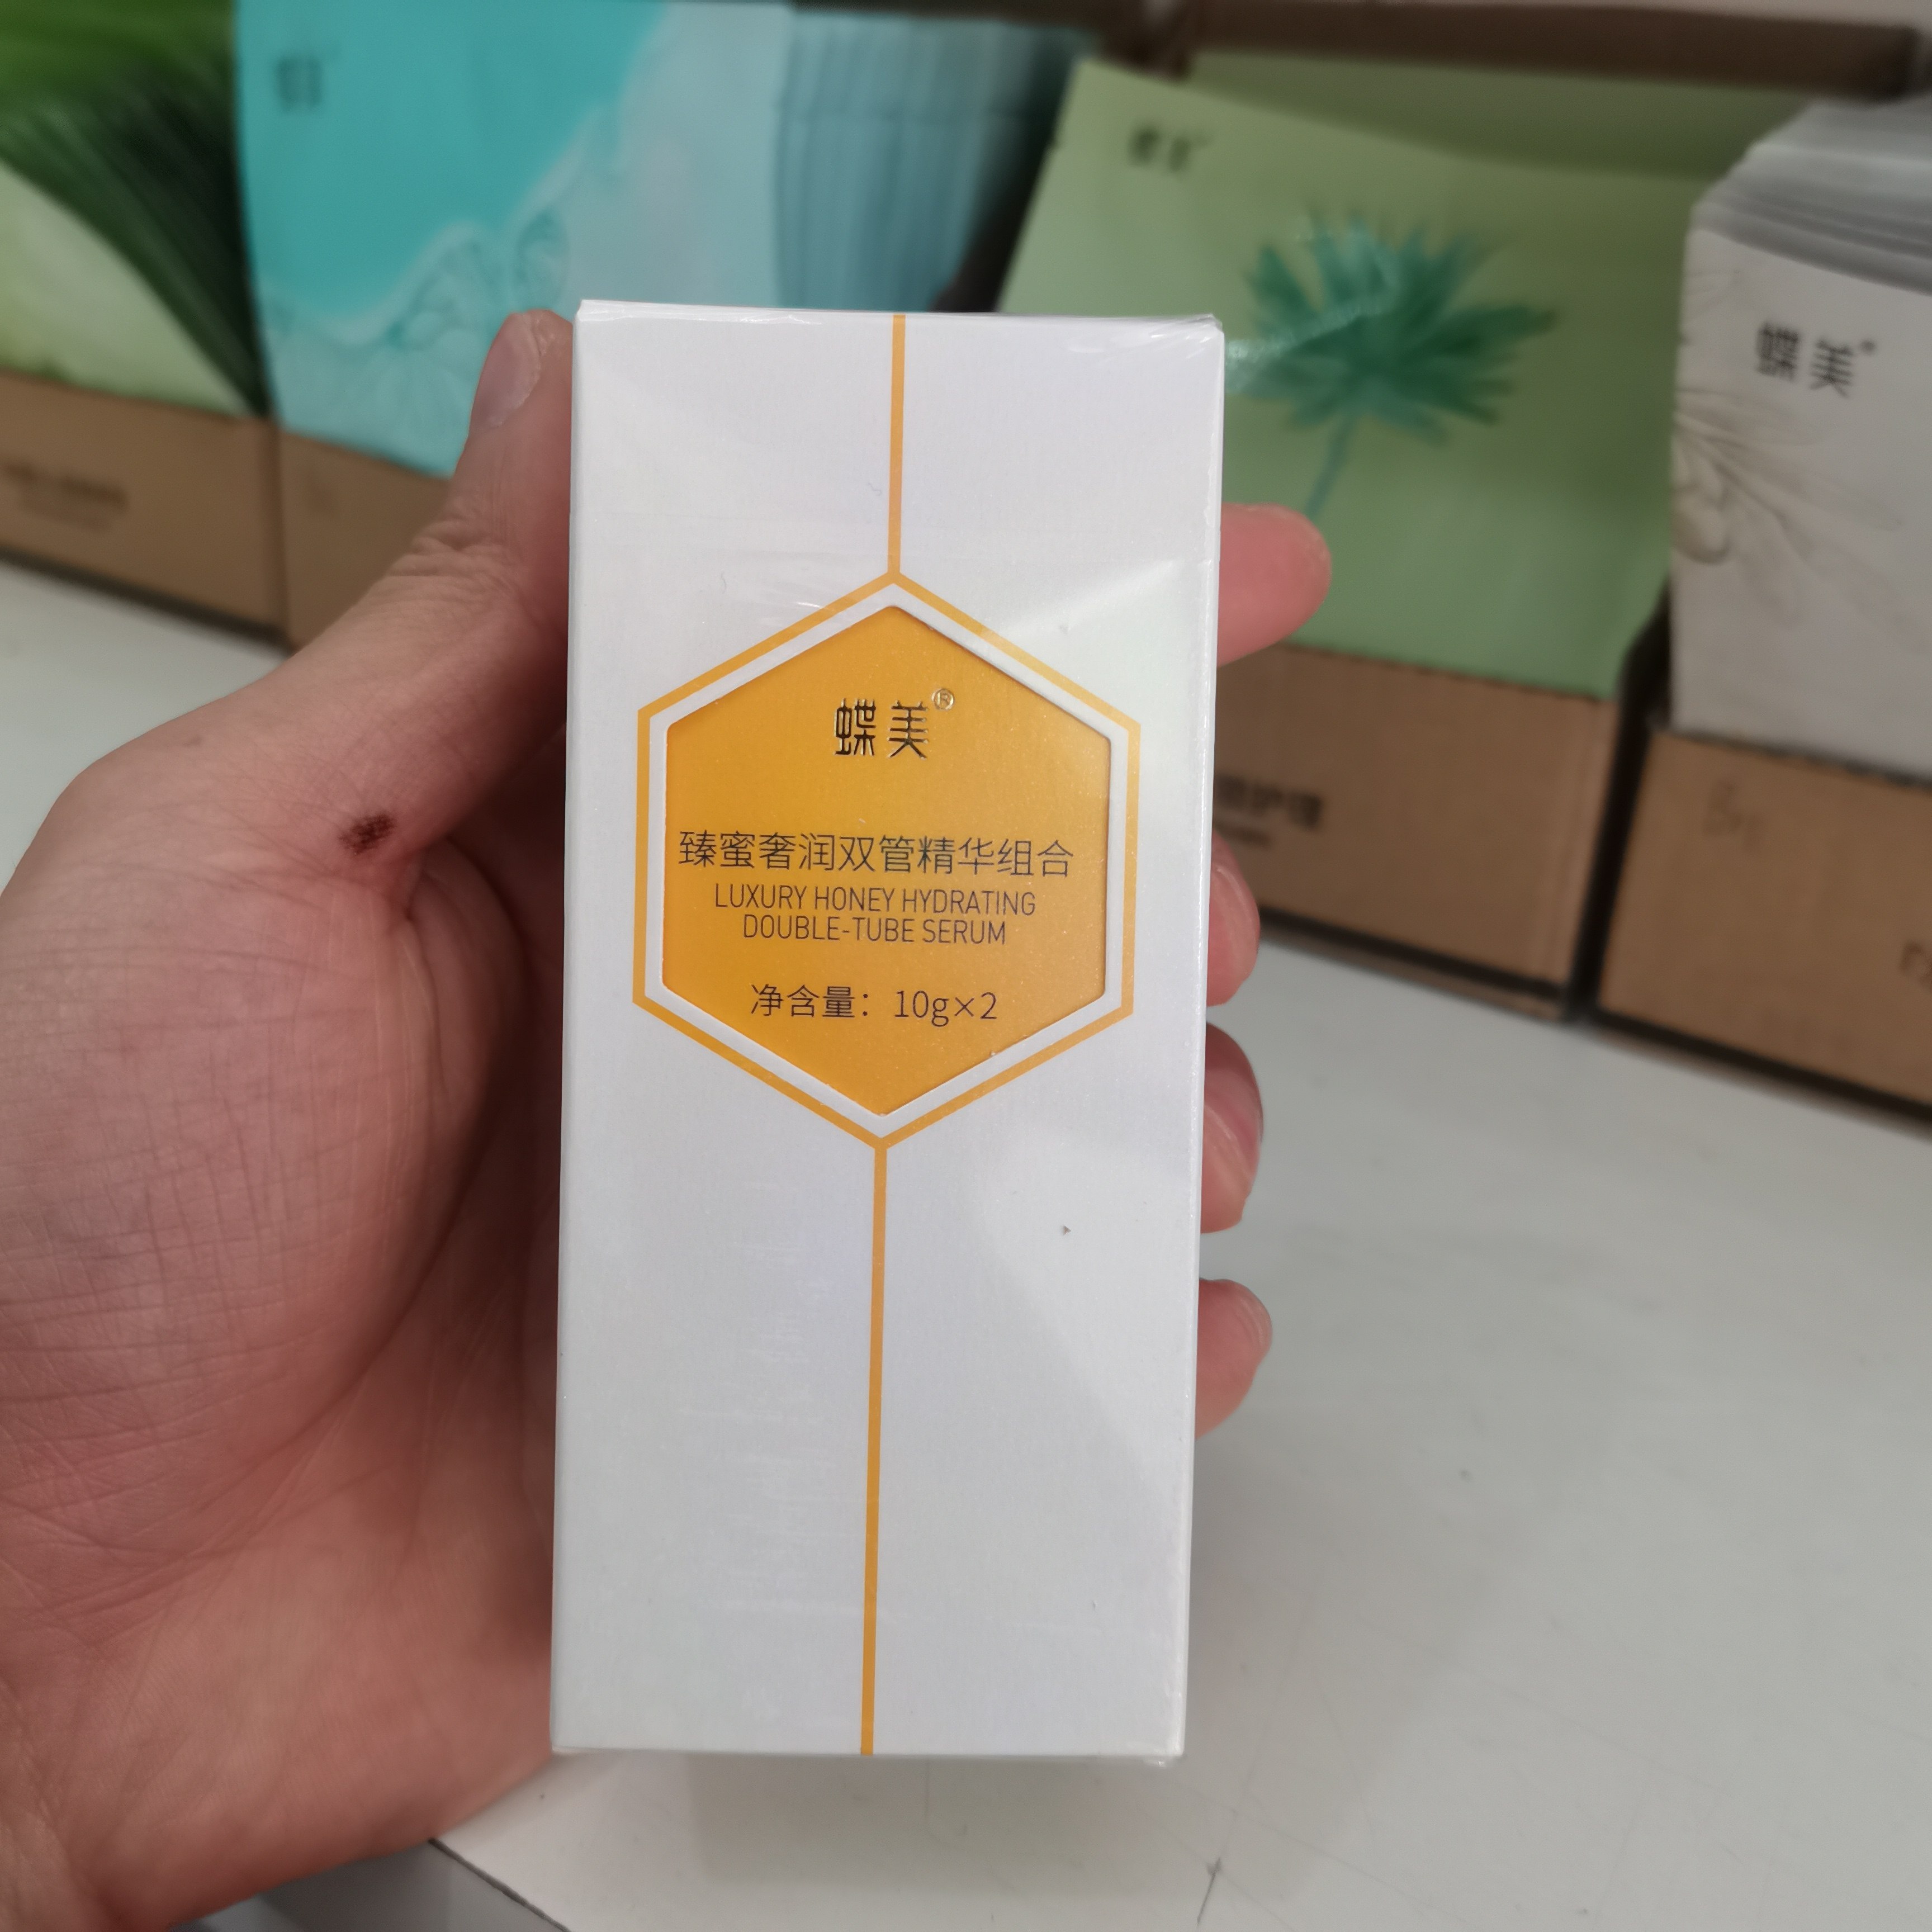 蝶美®
臻蜜奢润双管精华组合
LUXURY HONEY HYDRATING
DOUBLE-TUBE SERUM
净含量：10g×2
蝶美®